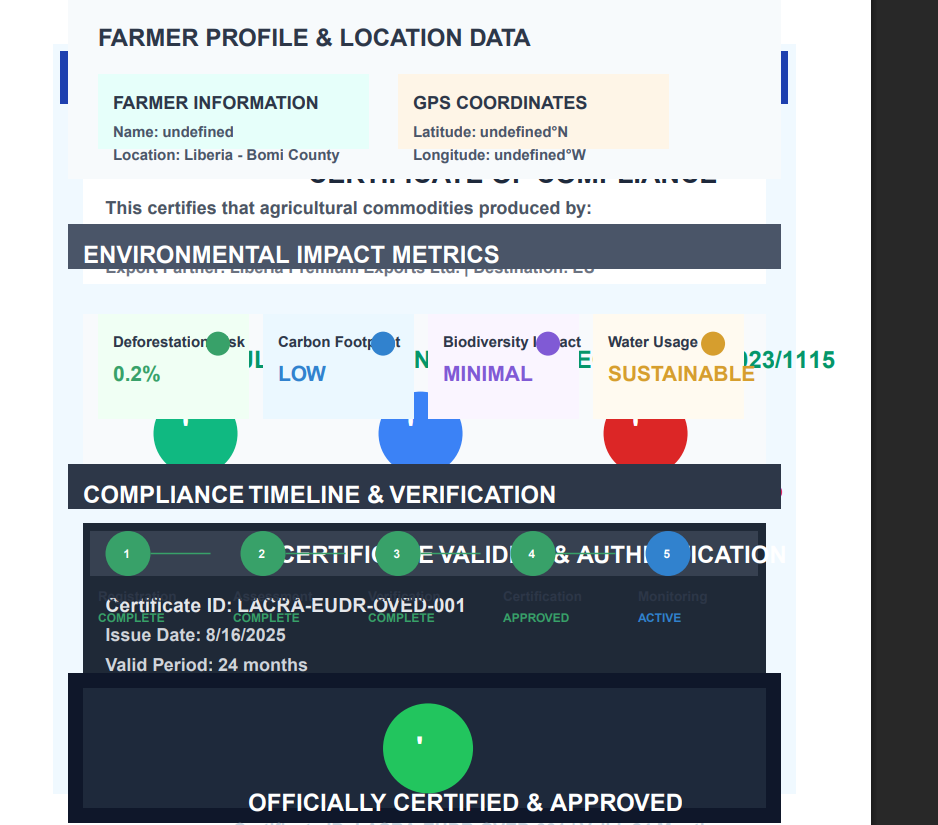 FARMER PROFILE & LOCATION DATA
FARMER INFORMATION
Name: undefined
Location: Liberia - Bomi County
GPS COORDINATES
Latitude: undefined°N
Longitude: undefined°W
CERTIFICATE OF COMPLIANCE
This certifies that agricultural commodities produced by:
ENVIRONMENTAL IMPACT METRICS
Export Partner: Liberia Premium Exports Ltd. | Destination: EU
Deforestation
0.2%
Carbon Footprint
LOW
Biodiversity Impact
MINIMAL
Water Usage
SUSTAINABLE
023/1115
COMPLIANCE TIMELINE & VERIFICATION
CERTIFICATE VALIDATION & AUTHENTICATION
1
2
3
4
5
Registration
Assessment
Verification
Certification
Monitoring
Certificate ID: LACRA-EUDR-OVED-001
COMPLETE
COMPLETE
COMPLETE
APPROVED
ACTIVE
Issue Date: 8/16/2025
Valid Period: 24 months
OFFICIALLY CERTIFIED & APPROVED